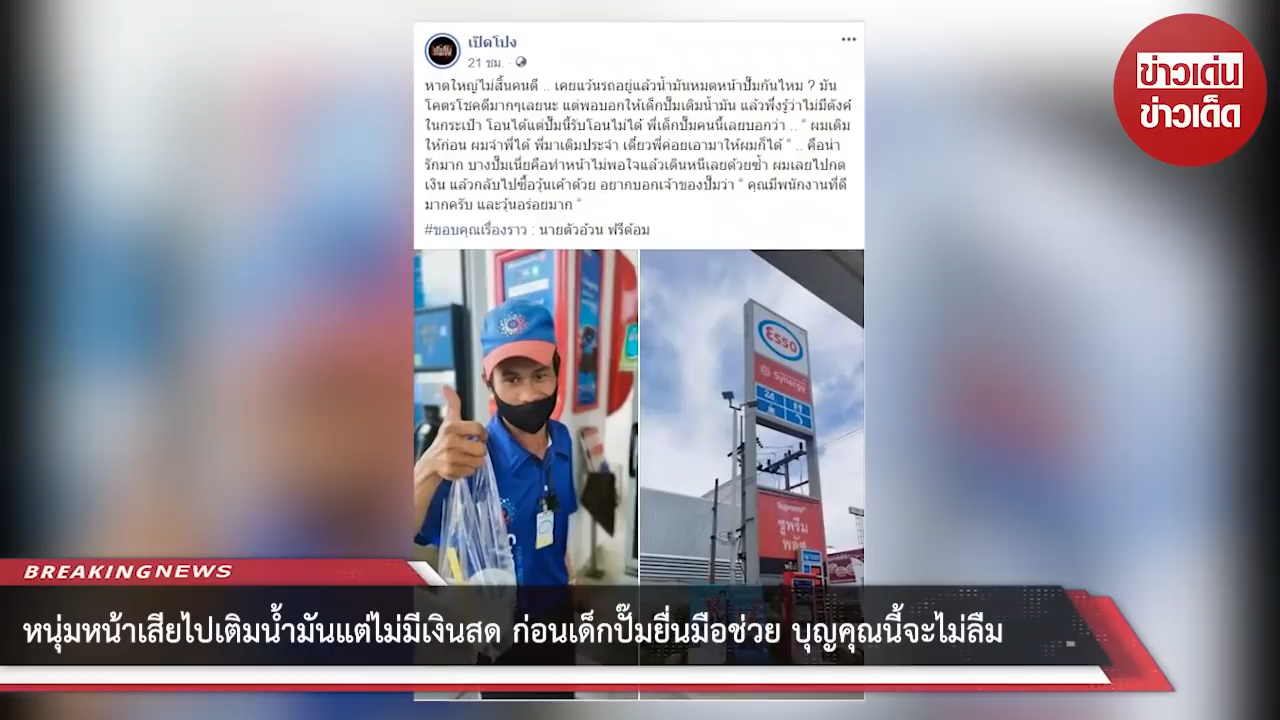 เปิดโปง
21 ชม. ·
หาดใหญ่ไม่สิ้นคนดี .. เคยแว้นรถอยู่แล้วน้ำมันหมดหน้าปั๊มกันไหม ? มัน
โคตรโชคดีมากๆเลยนะ แต่พอบอกให้เด็กปั๊มเติมน้ำมัน แล้วพึ่งรู้ว่าไม่มีตังค์
ในกระเป๋า โอนได้แต่ปั๊มนี้รับโอนไม่ได้ พี่เด็กปั๊มคนนี้เลยบอกว่า .. “ ผมเติม
ให้ก่อน ผมจำพี่ได้ พี่มาเติมประจำ เดี๋ยวพี่ค่อยเอามาให้ผมก็ได้ “ .. คือน่า
รักมาก บางปั๊มเนี่ยคือทำหน้าไม่พอใจแล้วเดินหนีเลยด้วยซ้ำ ผมเลยไปกด
เงิน แล้วกลับไปซื้อวุ้นเค้าด้วย อยากบอกเจ้าของปั๊มว่า “ คุณมีพนักงานที่ดี
มากครับ และวุ้นอร่อยมาก “
#ขอบคุณเรื่องราว : นายตัวอ้วน ฟรีด้อม
ข่าวเด่น
ข่าวเด็ด
Esso
Synergy
24
Supreme+
ซูพรีม
พลัส
BREAKING NEWS
หนุ่มหน้าเสียไปเติมน้ำมันแต่ไม่มีเงินสด ก่อนเด็กปั๊มยื่นมือช่วย บุญคุณนี้จะไม่ลืม